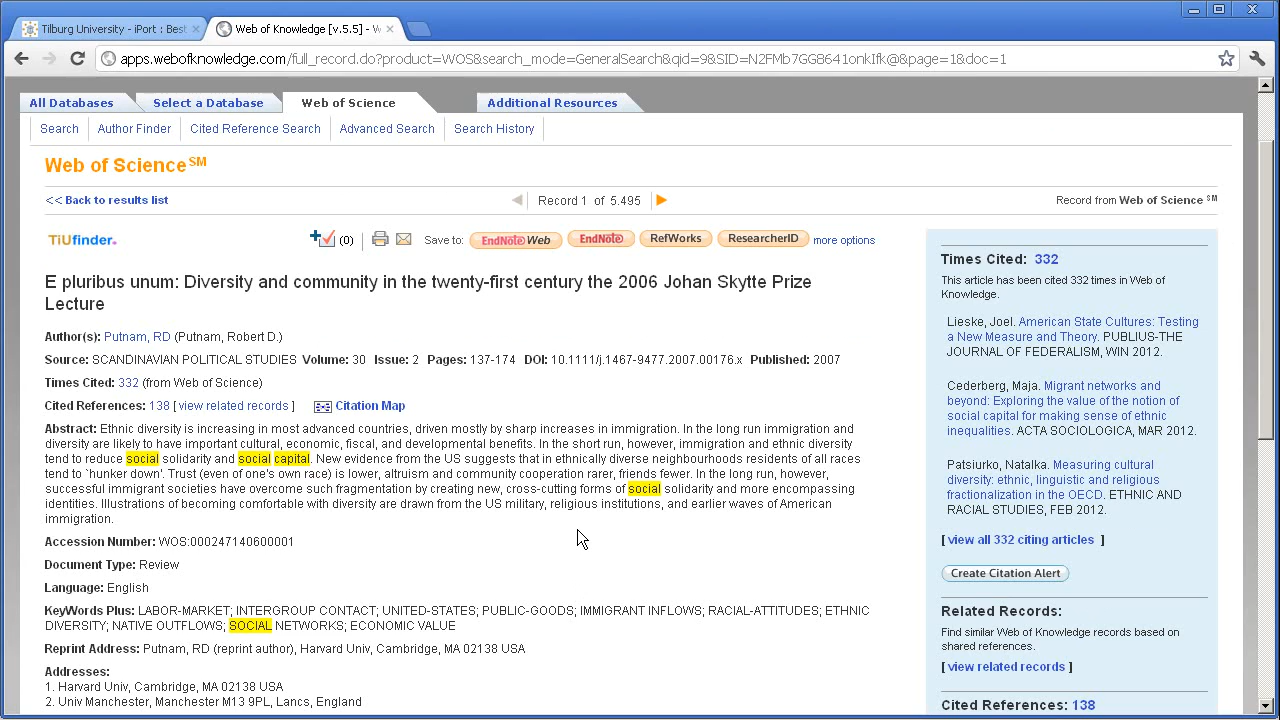 Tilburg University - iPort : Best
Web of Knowledge [v.5.5] - W
apps.webofknowledge.com/full_record.do?product=WOS&search_mode=GeneralSearch&qid=9&SID=N2FMb7GG8641onkIfk@&page=1&doc=1
All Databases Select a Database Web of Science Additional Resources
Search Author Finder Cited Reference Search Advanced Search Search History
Web of Science SM
<< Back to results list Record 1 of 5.495 Record from Web of Science SM
TiUfinder. (0) Save to: EndNote Web EndNote RefWorks ResearcherID more options
E pluribus unum: Diversity and community in the twenty-first century the 2006 Johan Skytte Prize
Lecture
Author(s): Putnam, RD (Putnam, Robert D.)
Source: SCANDINAVIAN POLITICAL STUDIES Volume: 30 Issue: 2 Pages: 137-174 DOI: 10.1111/j.1467-9477.2007.00176.x Published: 2007
Times Cited: 332 (from Web of Science)
Cited References: 138 [ view related records ] Citation Map
Abstract: Ethnic diversity is increasing in most advanced countries, driven mostly by sharp increases in immigration. In the long run immigration and
diversity are likely to have important cultural, economic, fiscal, and developmental benefits. In the short run, however, immigration and ethnic diversity
tend to reduce social solidarity and social capital. New evidence from the US suggests that in ethnically diverse neighbourhoods residents of all races
tend to `hunker down'. Trust (even of one's own race) is lower, altruism and community cooperation rarer, friends fewer. In the long run, however,
successful immigrant societies have overcome such fragmentation by creating new, cross-cutting forms of social solidarity and more encompassing
identities. Illustrations of becoming comfortable with diversity are drawn from the US military, religious institutions, and earlier waves of American
immigration.
Accession Number: WOS:000247140600001
Document Type: Review
Language: English
KeyWords Plus: LABOR-MARKET; INTERGROUP CONTACT; UNITED-STATES; PUBLIC-GOODS; IMMIGRANT INFLOWS; RACIAL-ATTITUDES; ETHNIC
DIVERSITY; NATIVE OUTFLOWS; SOCIAL NETWORKS; ECONOMIC VALUE
Reprint Address: Putnam, RD (reprint author), Harvard Univ, Cambridge, MA 02138 USA
Addresses:
1. Harvard Univ, Cambridge, MA 02138 USA
2. Univ Manchester, Manchester M13 9PL, Lancs, England
Times Cited: 332
This article has been cited 332 times in Web of
Knowledge.
Lieske, Joel. American State Cultures: Testing
a New Measure and Theory. PUBLIUS-THE
JOURNAL OF FEDERALISM, WIN 2012.
Cederberg, Maja. Migrant networks and
beyond: Exploring the value of the notion of
social capital for making sense of ethnic
inequalities. ACTA SOCIOLOGICA, MAR 2012.
Patsiurko, Natalka. Measuring cultural
diversity: ethnic, linguistic and religious
fractionalization in the OECD. ETHNIC AND
RACIAL STUDIES, FEB 2012.
[ view all 332 citing articles ]
Create Citation Alert
Related Records:
Find similar Web of Knowledge records based on
shared references.
[ view related records ]
Cited References: 138